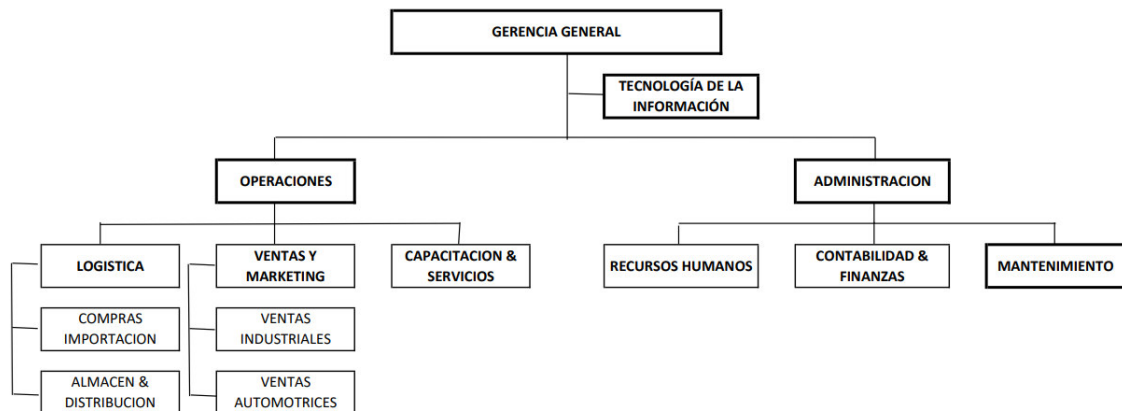 GERENCIA GENERAL
TECNOLOGÍA DE LA
INFORMACIÓN
OPERACIONES
ADMINISTRACION
LOGISTICA
VENTAS Y
MARKETING
CAPACITACION &
SERVICIOS
RECURSOS HUMANOS
CONTABILIDAD &
FINANZAS
MANTENIMIENTO
COMPRAS
IMPORTACION
VENTAS
INDUSTRIALES
ALMACEN &
DISTRIBUCION
VENTAS
AUTOMOTRICES